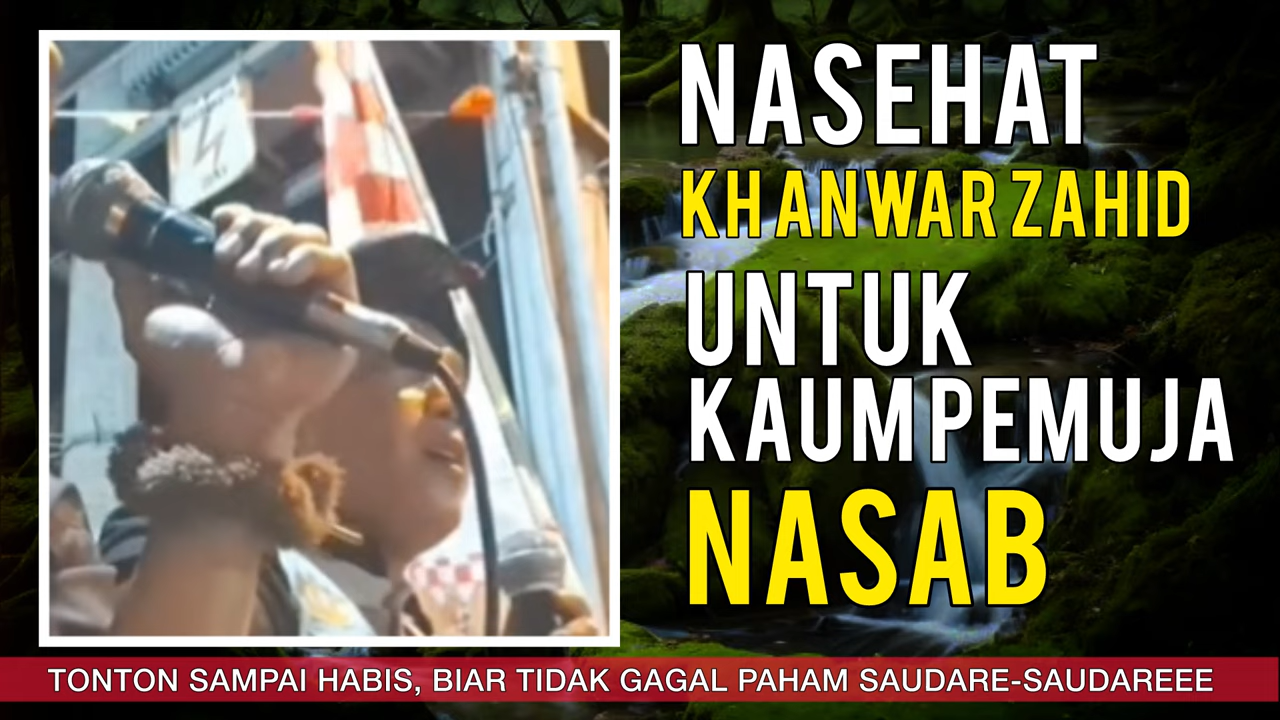 NASEHAT
KH ANWAR ZAHID
UNTUK
KAUM PEMUJA
NASAB
TONTON SAMPAI HABIS, BIAR TIDAK GAGAL PAHAM SAUDARE-SAUDAREEE